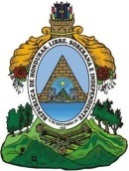 REPUBLICA DE HONDURAS, LIBRE, SOBERANA E INDEPENDIENTE